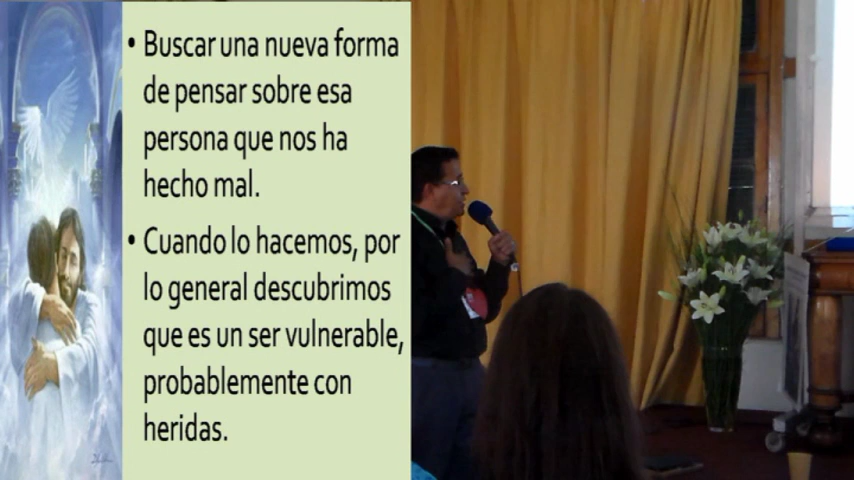 • Buscar una nueva forma
de pensar sobre esa
persona que nos ha
hecho mal.
• Cuando lo hacemos, por
lo general descubrimos
que es un ser vulnerable,
probablemente con
heridas.